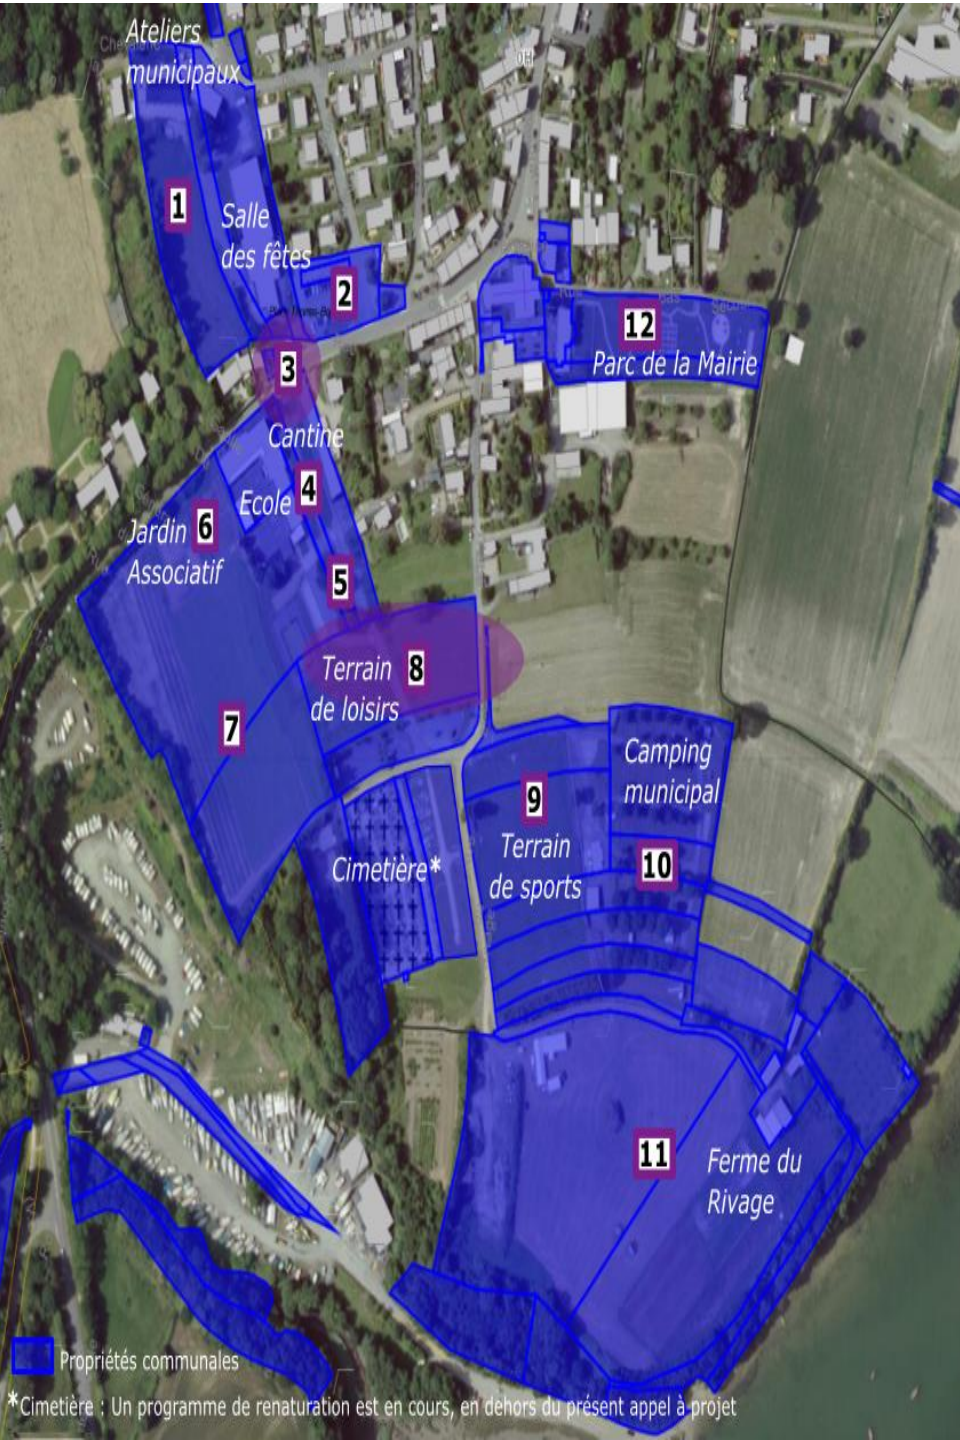 Ateliers
municipaux
1
Salle
des fêtes
2
12
Parc de la Mairie
3
Cantine
4
Ecole
Jardin 6
Associatif
5
Terrain 8
de loisirs
7
Camping
municipal
9
Terrain
de sports
10
Cimetière*
11
Ferme du
Rivage
Propriétés communales
*Cimetière : Un programme de renaturation est en cours, en dehors du présent appel à projet